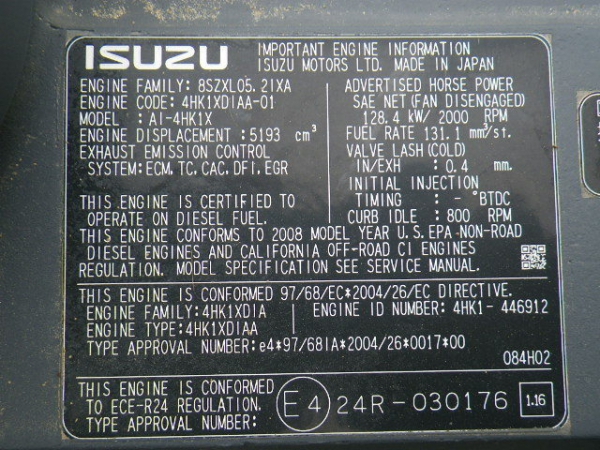 ISUZU
IMPORTANT ENGINE INFORMATION
ISUZU MOTORS LTD. MADE IN JAPAN
ENGINE FAMILY: 8SZXL05.2IXA
ENGINE CODE: 4HK1XDIAA-01
MODEL : AI-4HK1X
ENGINE DISPLACEMENT: 5193 cm³
EXHAUST EMISSION CONTROL
SYSTEM: ECM, TC, CAC, DFI, EGR
ADVERTISED HORSE POWER
SAE NET (FAN DISENGAGED)
128.4 kW/ 2000 RPM
FUEL RATE 131.1 mm³/st.
VALVE LASH (COLD)
IN/EXH : 0.4 mm.
INITIAL INJECTION
TIMING : - °BTDC
CURB IDLE : 800 RPM
THIS ENGINE IS CERTIFIED TO
OPERATE ON DIESEL FUEL.
THIS ENGINE CONFORMS TO 2008 MODEL YEAR U.S. EPA NON-ROAD
DIESEL ENGINES AND CALIFORNIA OFF-ROAD CI ENGINES
REGULATION. MODEL SPECIFICATION SEE SERVICE MANUAL.
THIS ENGINE IS CONFORMED 97/68/EC*2004/26/EC DIRECTIVE.
ENGINE FAMILY: 4HK1XDIA
ENGINE ID NUMBER: 4HK1- 446912
ENGINE TYPE: 4HK1XDIAA
TYPE APPROVAL NUMBER: e4*97/68IA*2004/26*0017*00
084H02
THIS ENGINE IS CONFORMED
TO ECE-R24 REGULATION.
TYPE APPROVAL NUMBER:
E4 24R-030176 1.16